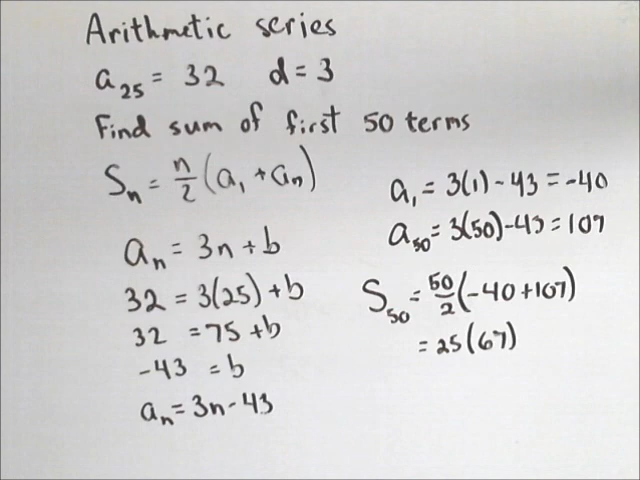 Arithmetic series
a₂₅ = 32 d = 3
Find sum of first 50 terms
Sₙ = n/2 (a₁ + aₙ)
aₙ = 3n + b
32 = 3(25) + b
32 = 75 + b
-43 = b
aₙ = 3n - 43
a₁ = 3(1) - 43 = -40
a₅₀ = 3(50) - 43 = 107
S₅₀ = 50/2 (-40 + 107)
= 25(67)